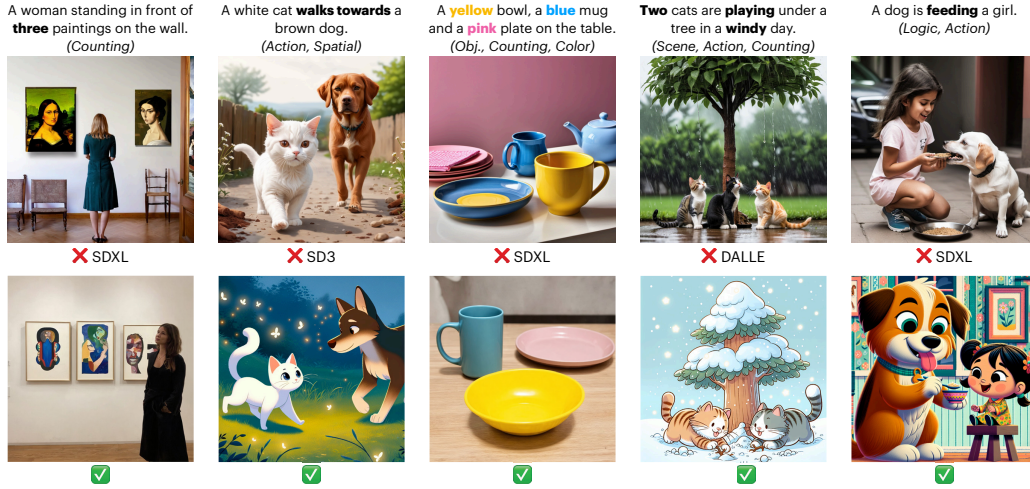 A woman standing in front of
three paintings on the wall.
(Counting)
A white cat walks towards a
brown dog.
(Action, Spatial)
A yellow bowl, a blue mug
and a pink plate on the table.
(Obj., Counting, Color)
Two cats are playing under a
tree in a windy day.
(Scene, Action, Counting)
A dog is feeding a girl.
(Logic, Action)
❌ SDXL
❌ SD3
❌ SDXL
❌ DALLE
❌ SDXL
✅
✅
✅
✅
✅